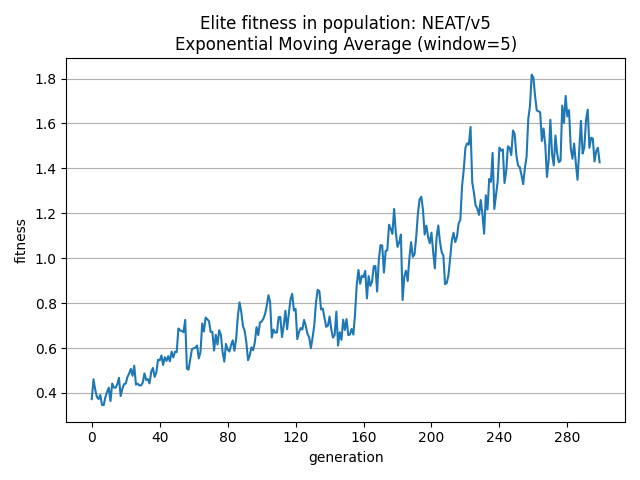 Elite fitness in population: NEAT/v5
Exponential Moving Average (window=5)
fitness
1.8
1.6
1.4
1.2
1.0
0.8
0.6
0.4
0 40 80 120 160 200 240 280
generation